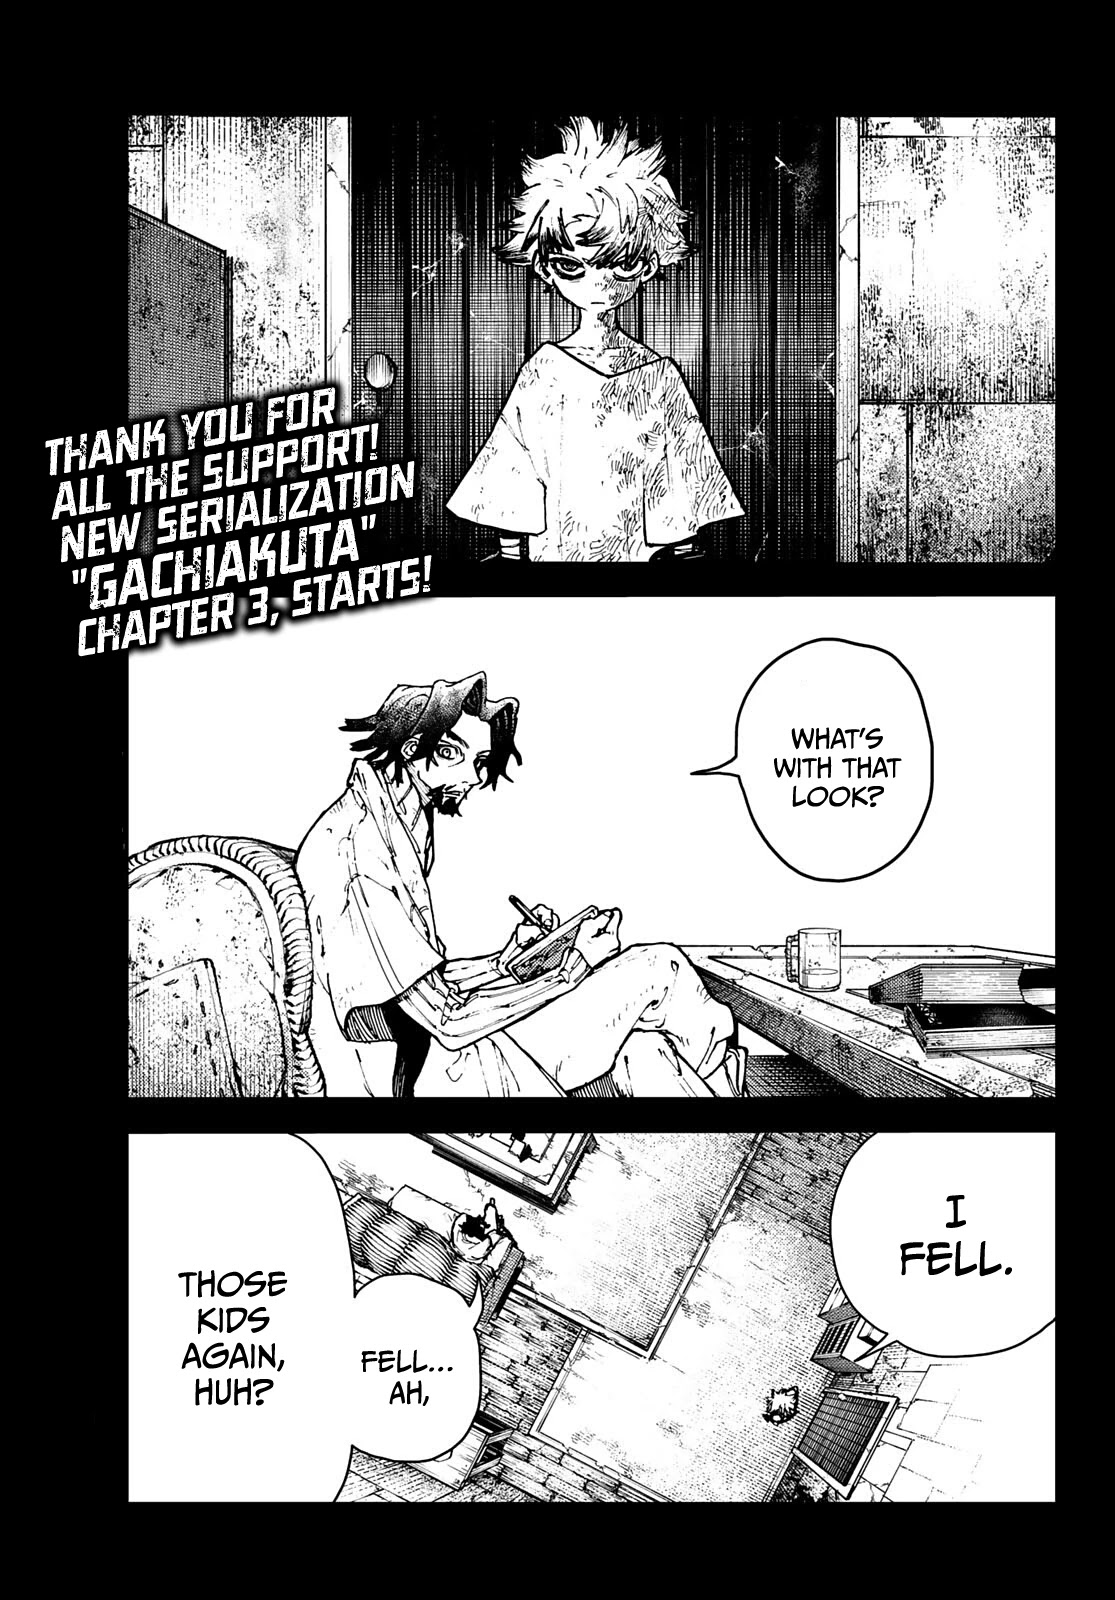 THANK YOU FOR
ALL THE SUPPORT!
NEW SERIALIZATION
"GACHIAKUTA"
CHAPTER 3, STARTS!
WHAT'S
WITH THAT
LOOK?
I
FELL.
FELL...
AH,
THOSE
KIDS
AGAIN,
HUH?